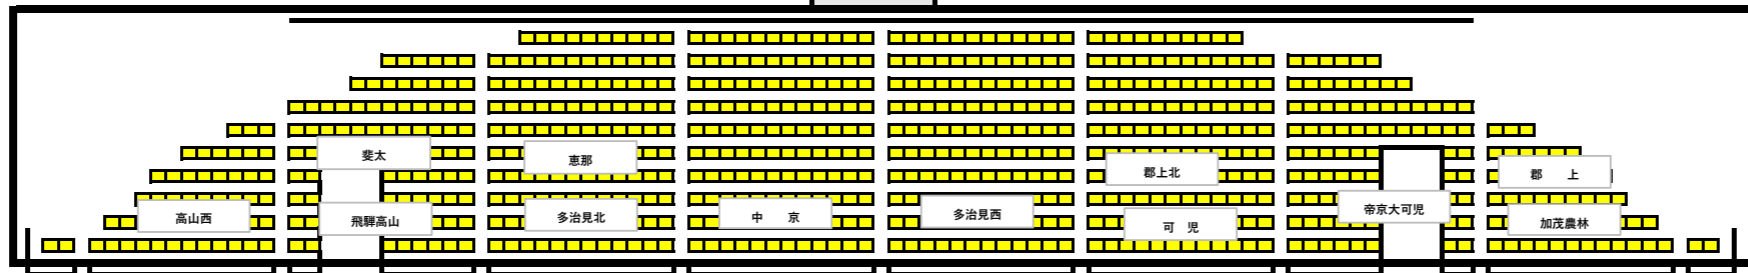 斐太
恵那
郡上北
郡　　上
高山西
飛騨高山
多治見北
中　　京
多治見西
可　児
帝京大可児
加茂農林